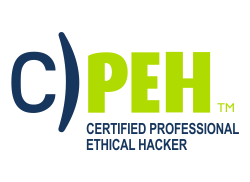 C)PEH™
CERTIFIED PROFESSIONAL
ETHICAL HACKER